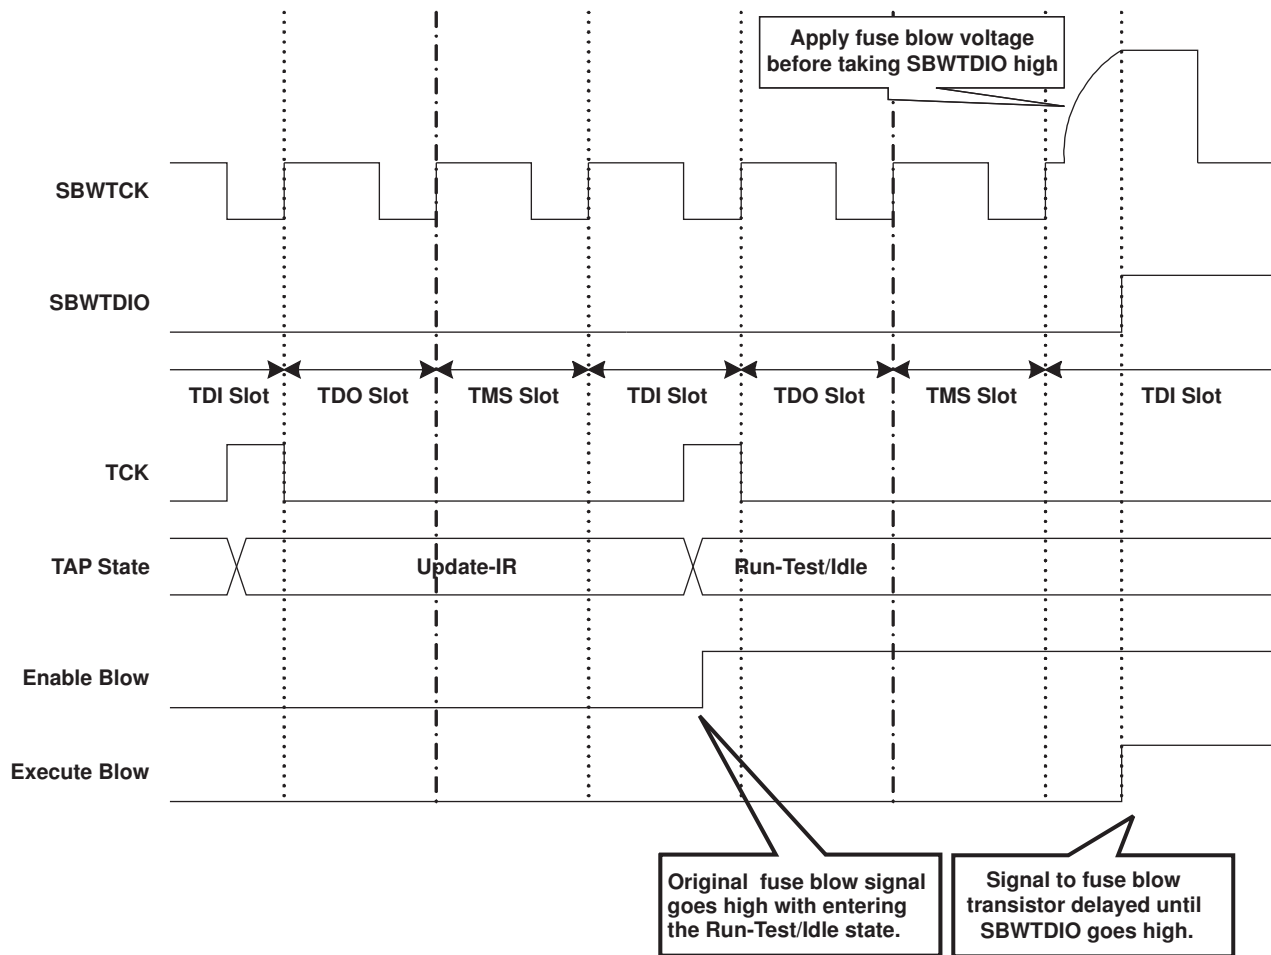 Apply fuse blow voltage
before taking SBWTDIO high
SBWTCK
SBWTDIO
TDI Slot TDO Slot TMS Slot TDI Slot TDO Slot TMS Slot TDI Slot
TCK
TAP State Update-IR Run-Test/Idle
Enable Blow
Execute Blow
Original fuse blow signal
goes high with entering
the Run-Test/Idle state.
Signal to fuse blow
transistor delayed until
SBWTDIO goes high.